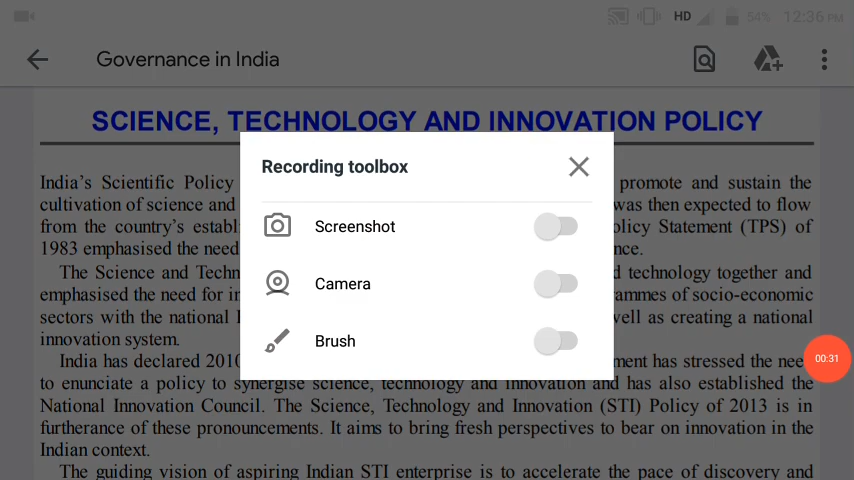 HD 54% 12:36 PM
Governance in India
SCIENCE, TECHNOLOGY AND INNOVATION POLICY
Recording toolbox
Screenshot
Camera
Brush
00:31
India's Scientific Policy promote and sustain the
cultivation of science and was then expected to flow
from the country's olicy Statement (TPS) of
1983 emphasised the need nce.
The Science and d technology together and
emphasised the need for ammes of socio-economic
sectors with the national well as creating a national
innovation system.
India has declared 2010 ment has stressed the need
to enunciate a policy to synergise science, technology and innovation and has also established the
National Innovation Council. The Science, Technology and Innovation (STI) Policy of 2013 is in
furtherance of these pronouncements. It aims to bring fresh perspectives to bear on innovation in the
Indian context.
The guiding vision of aspiring Indian STI enterprise is to accelerate the pace of discovery and